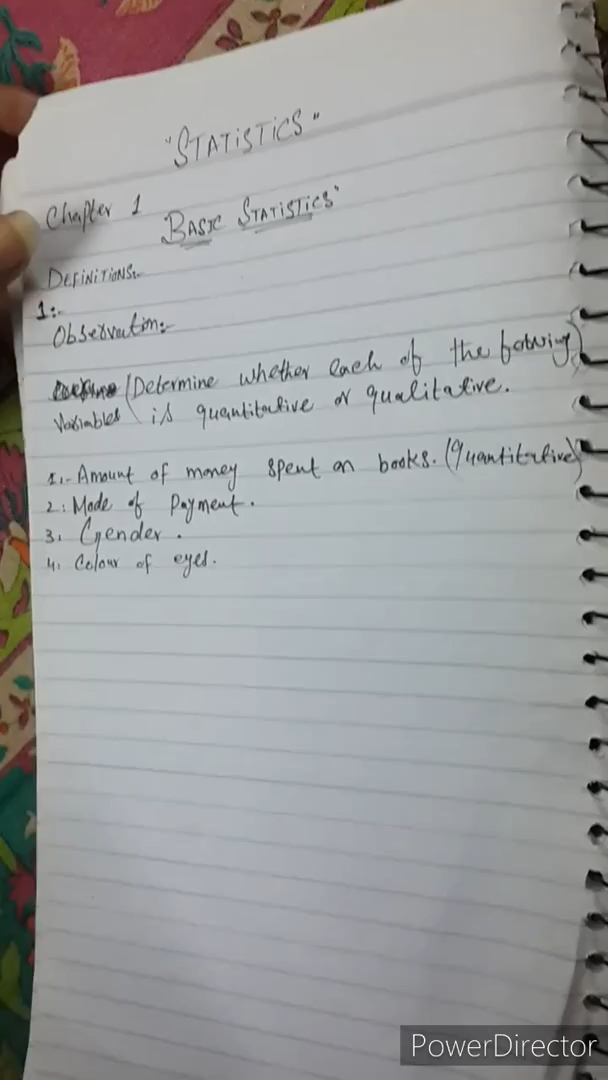 "STATISTICS"
Chapter 1
BASIC STATISTICS"
DEFINITIONS:-
1:-
Observation:-
(Determine whether each of the following)
Variables is quantitative or qualitative.
1:- Amount of money spent on books. (Quantitative)
2: Mode of Payment.
3: Gender.
4: Colour of eyes.
PowerDirector